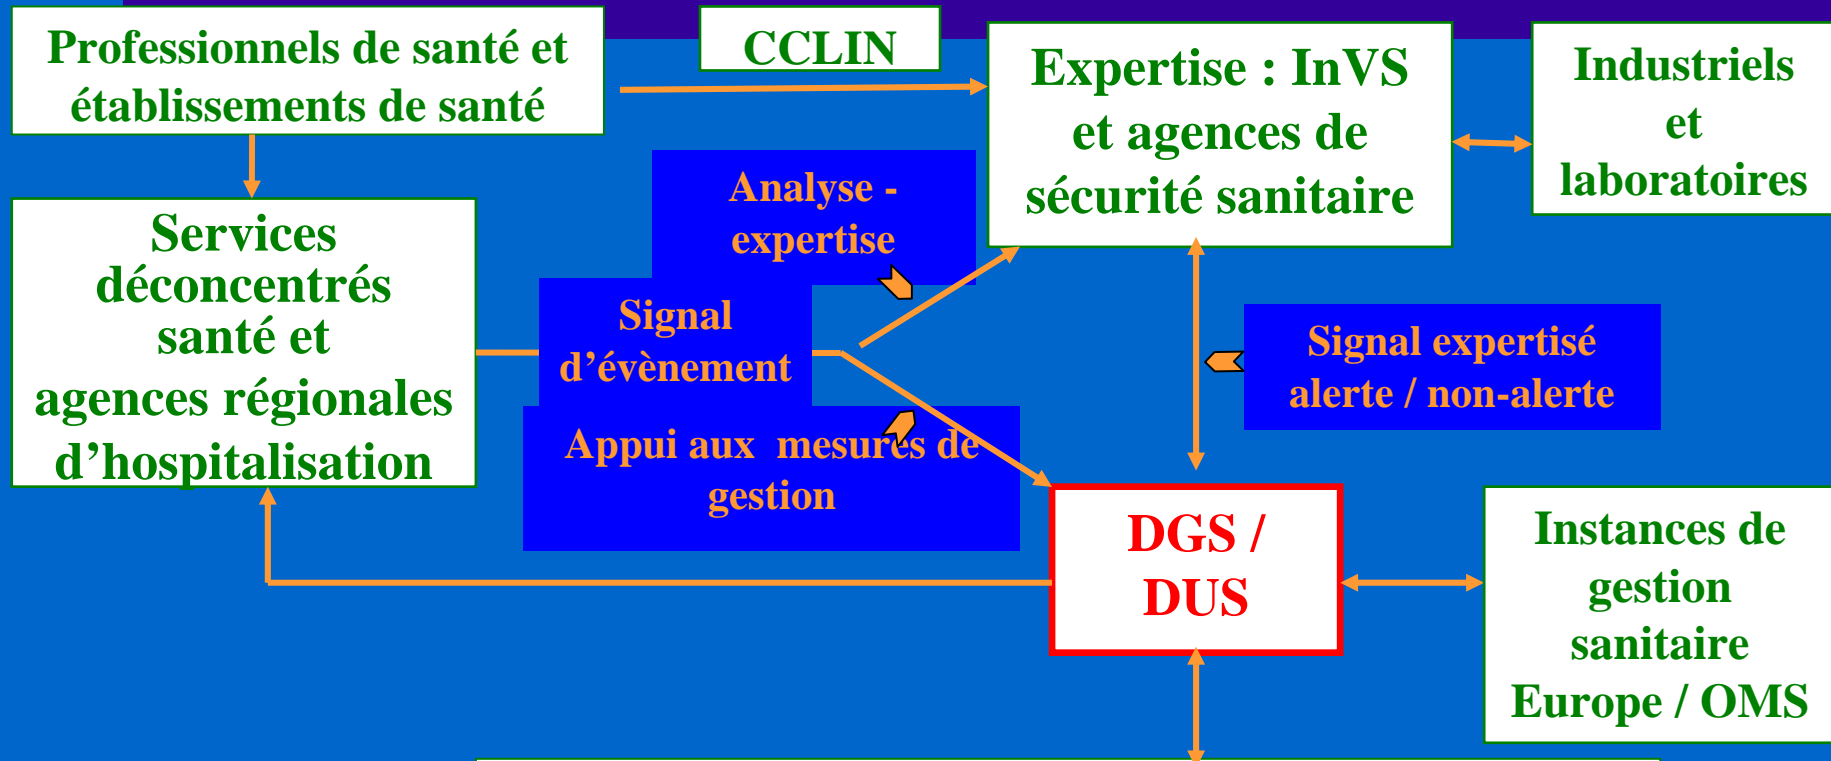 Professionnels de santé et
établissements de santé
CCLIN
Expertise : InVS
et agences de
sécurité sanitaire
Industriels
et
laboratoires
Analyse -
expertise
Services
déconcentrés
santé et
agences régionales
d’hospitalisation
Signal
d’évènement
Signal expertisé
alerte / non-alerte
Appui aux  mesures de
gestion
DGS /
DUS
Instances de
gestion
sanitaire
Europe / OMS